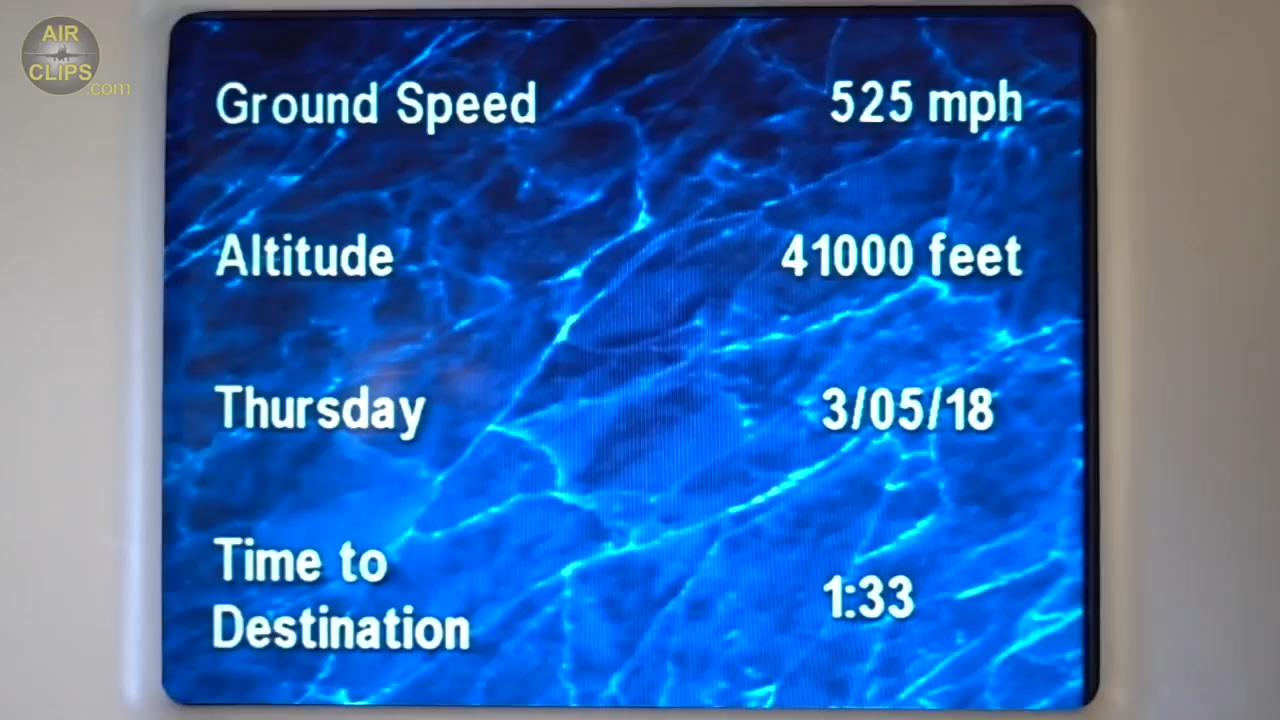 AIR
CLIPS
.com
Ground Speed 525 mph
Altitude 41000 feet
Thursday 3/05/18
Time to
Destination 1:33